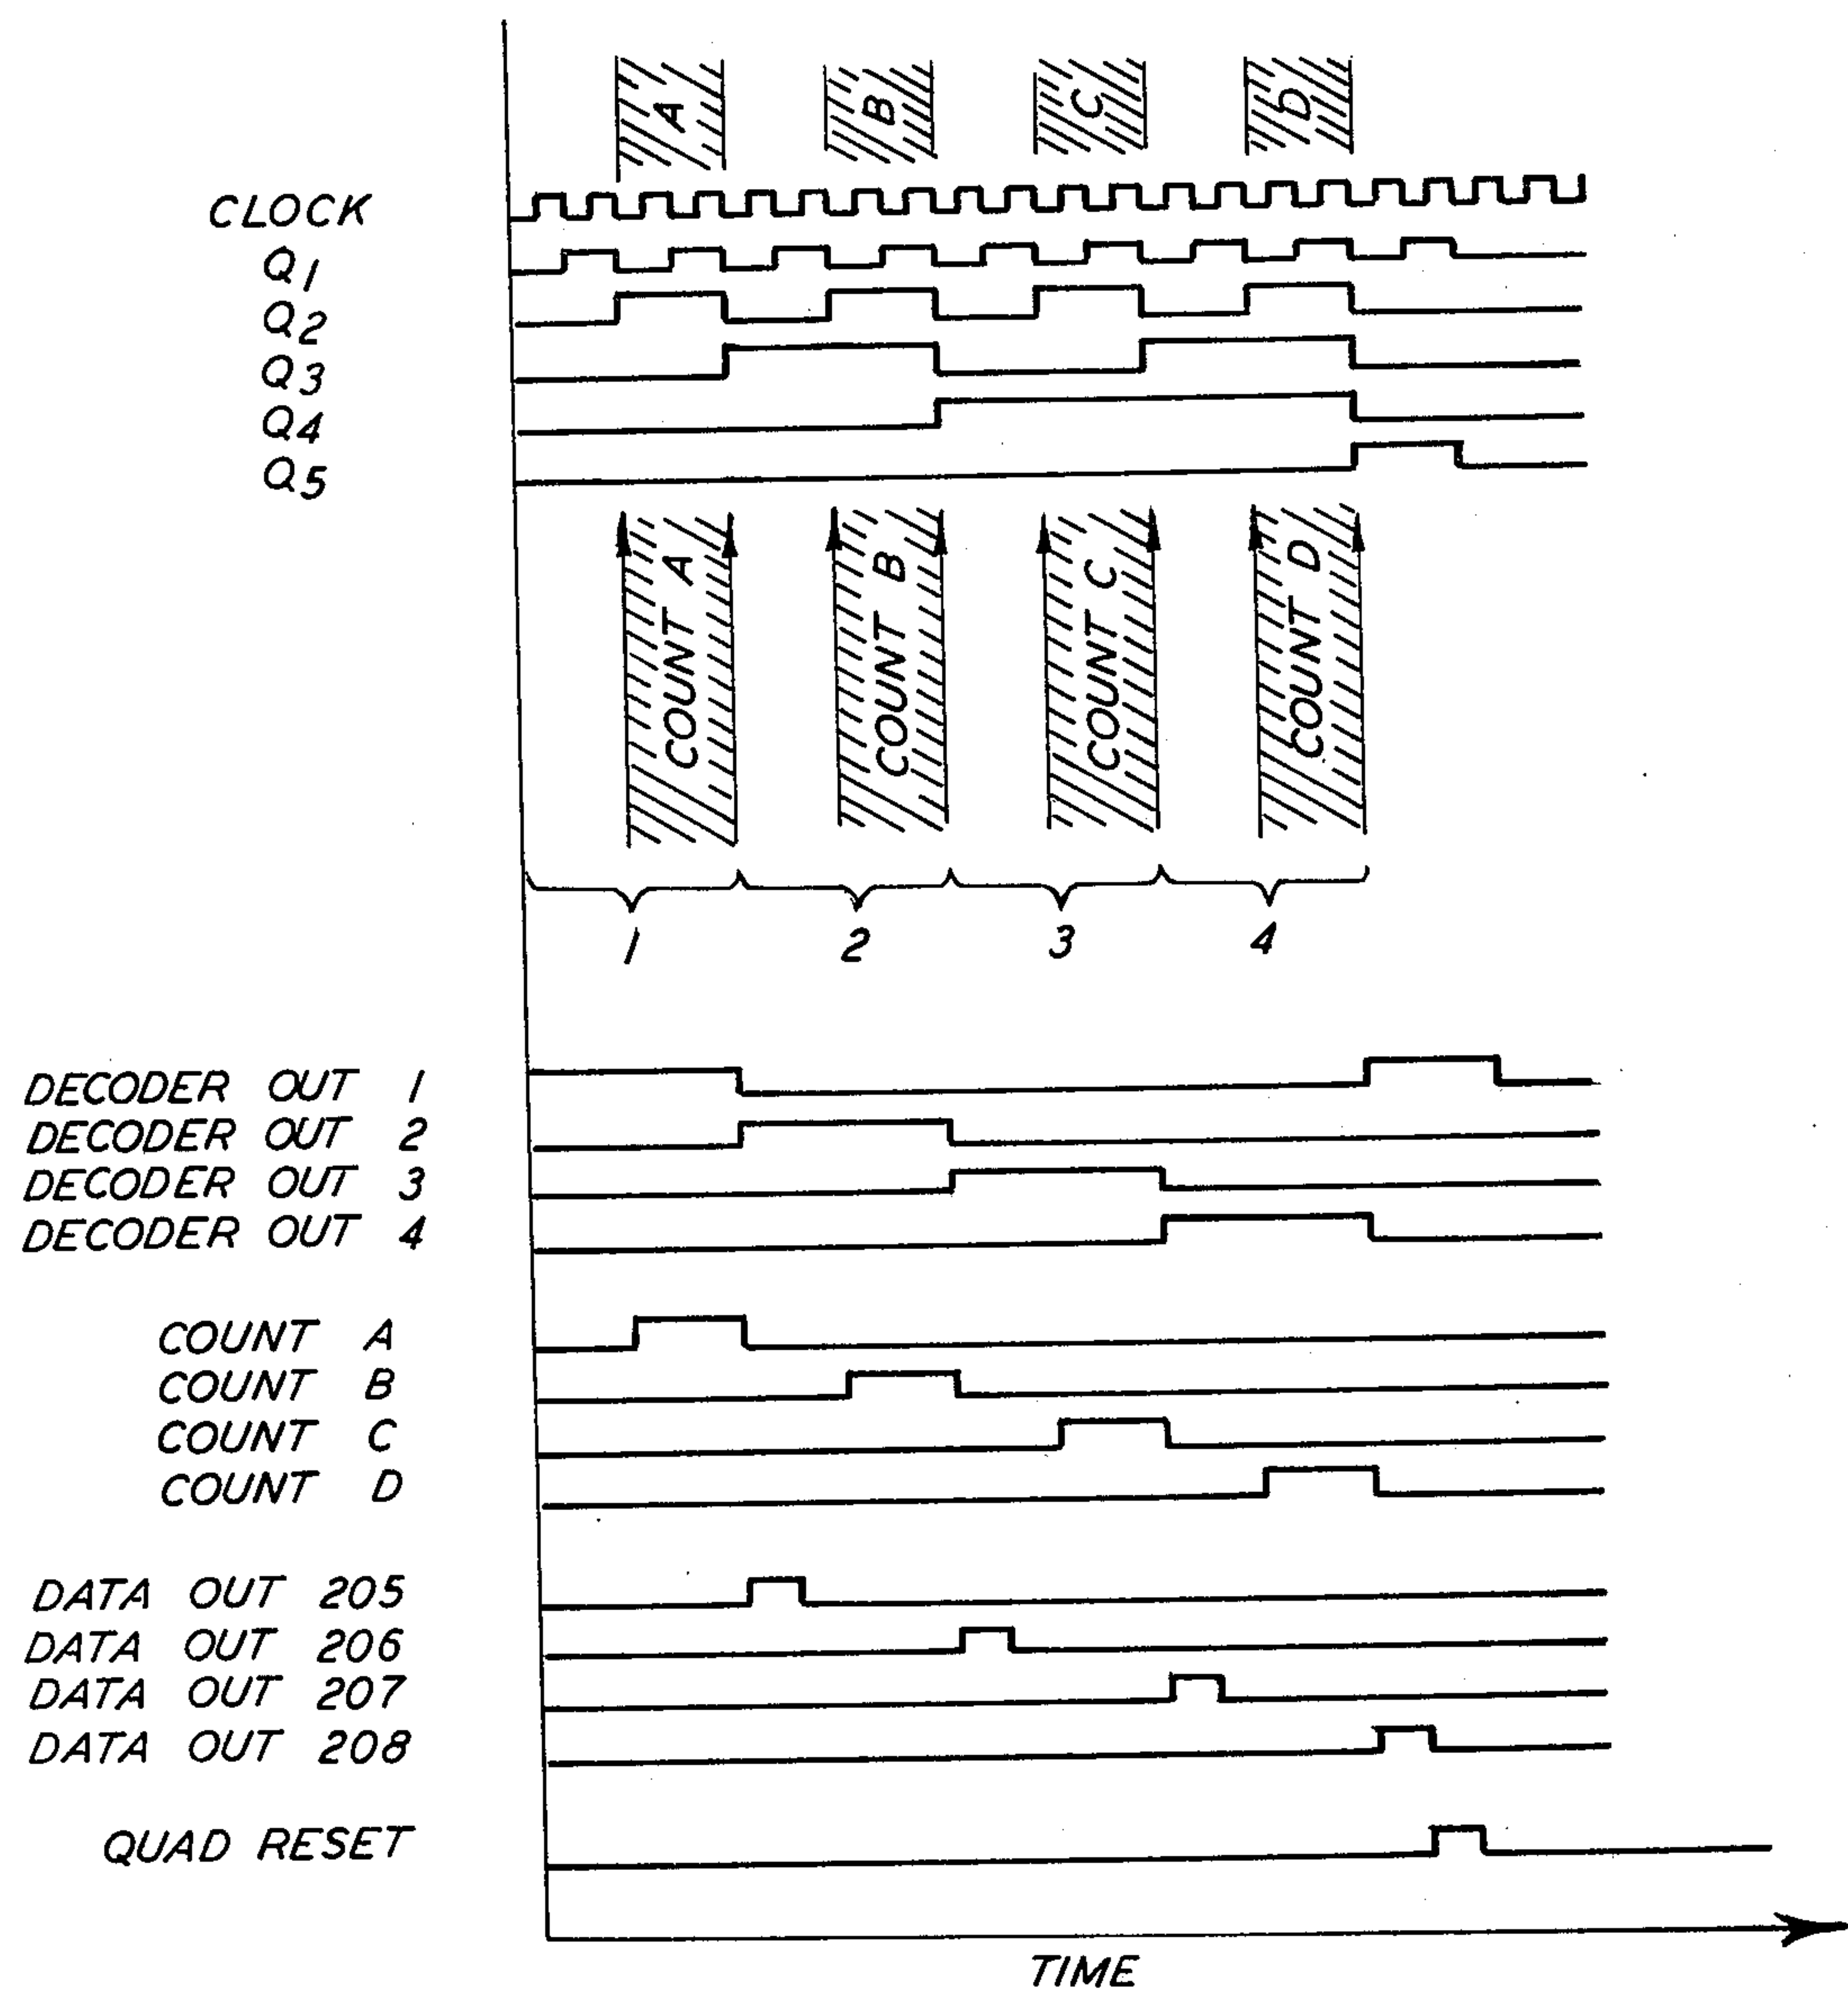 A B C D
CLOCK
Q1
Q2
Q3
Q4
Q5
COUNT A COUNT B COUNT C COUNT D
1 2 3 4
DECODER OUT 1
DECODER OUT 2
DECODER OUT 3
DECODER OUT 4
COUNT A
COUNT B
COUNT C
COUNT D
DATA OUT 205
DATA OUT 206
DATA OUT 207
DATA OUT 208
QUAD RESET
TIME